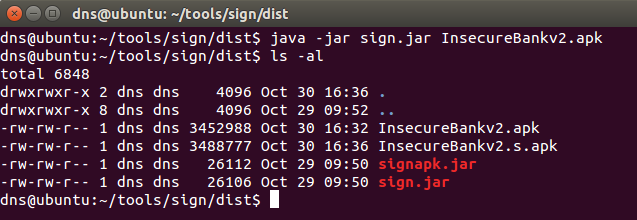 dns@ubuntu: ~/tools/sign/dist
dns@ubuntu:~/tools/sign/dist$ java -jar sign.jar InsecureBankv2.apk
dns@ubuntu:~/tools/sign/dist$ ls -al
total 6848
drwxrwxr-x 2 dns dns    4096 Oct 30 16:36 .
drwxrwxr-x 8 dns dns    4096 Oct 29 09:52 ..
-rw-rw-r-- 1 dns dns 3452988 Oct 30 16:32 InsecureBankv2.apk
-rw-rw-r-- 1 dns dns 3488777 Oct 30 16:36 InsecureBankv2.s.apk
-rw-rw-r-- 1 dns dns   26112 Oct 29 09:50 signapk.jar
-rw-rw-r-- 1 dns dns   26106 Oct 29 09:50 sign.jar
dns@ubuntu:~/tools/sign/dist$